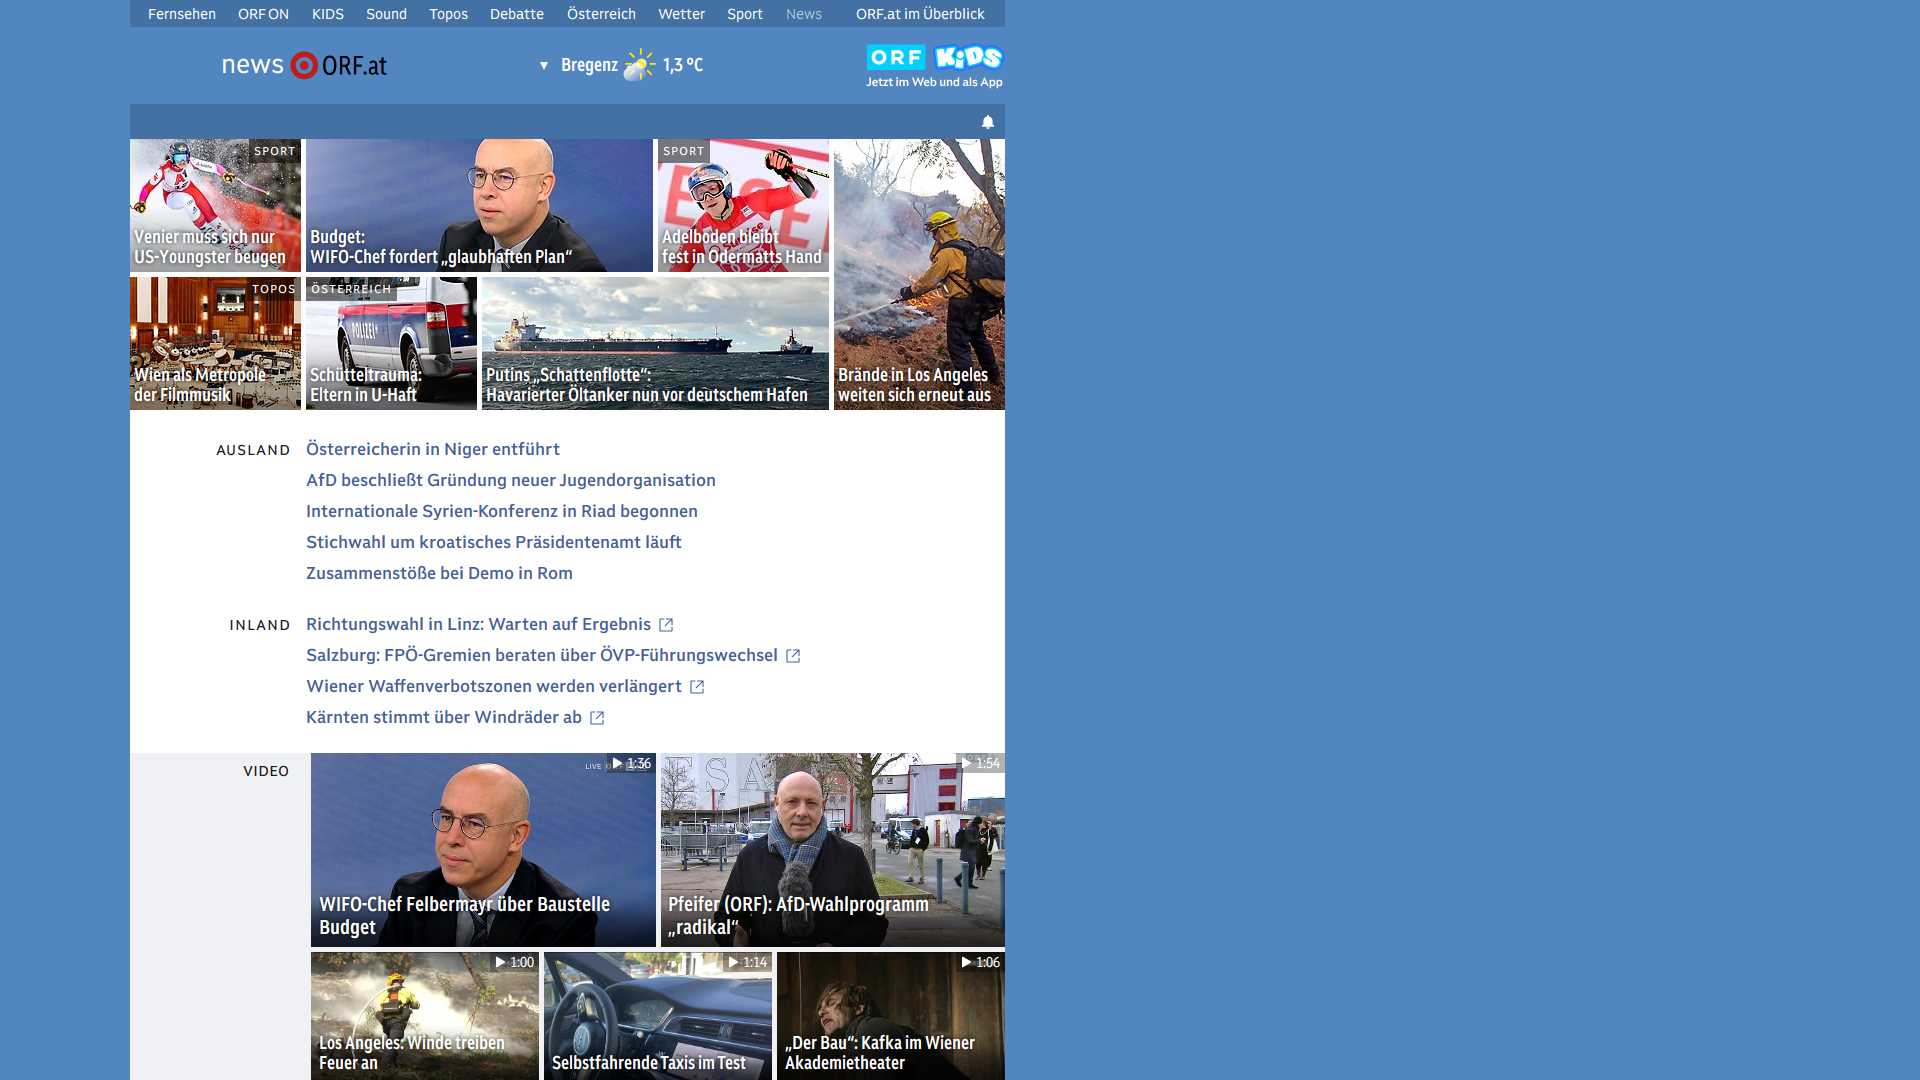 Fernsehen ORF ON KIDS Sound Topos Debatte Österreich Wetter Sport News ORF.at im Überblick
news ORF.at
Bregenz 1,3 °C
ORF KiDS
Jetzt im Web und als App
SPORT
Venier muss sich nur
US-Youngster beugen
Budget:
WIFO-Chef fordert „glaubhaften Plan“
SPORT
Adelboden bleibt
fest in Odermatts Hand
TOPOS
Wien als Metropole
der Filmmusik
ÖSTERREICH
POLIZEI
Schütteltrauma:
Eltern in U-Haft
Putins „Schattenflotte“:
Havarierter Öltanker nun vor deutschem Hafen
Brände in Los Angeles
weiten sich erneut aus
AUSLAND
Österreicherin in Niger entführt
AfD beschließt Gründung neuer Jugendorganisation
Internationale Syrien-Konferenz in Riad begonnen
Stichwahl um kroatisches Präsidentenamt läuft
Zusammenstöße bei Demo in Rom
INLAND
Richtungswahl in Linz: Warten auf Ergebnis
Salzburg: FPÖ-Gremien beraten über ÖVP-Führungswechsel
Wiener Waffenverbotszonen werden verlängert
Kärnten stimmt über Windräder ab
VIDEO
LIVE
1:36
WIFO-Chef Felbermayr über Baustelle
Budget
1:54
Pfeifer (ORF): AfD-Wahlprogramm
„radikal“
1:00
Los Angeles: Winde treiben
Feuer an
1:14
Selbstfahrende Taxis im Test
1:06
„Der Bau“: Kafka im Wiener
Akademietheater